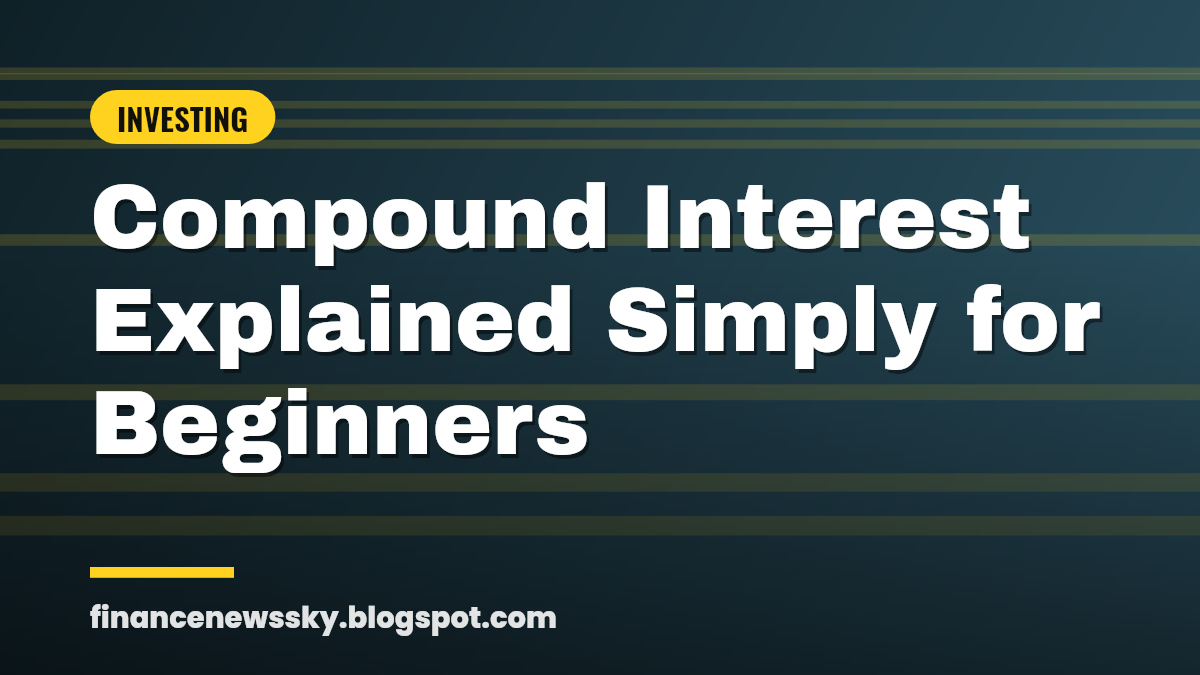 INVESTING
Compound Interest
Explained Simply for
Beginners
financenewssky.blogspot.com